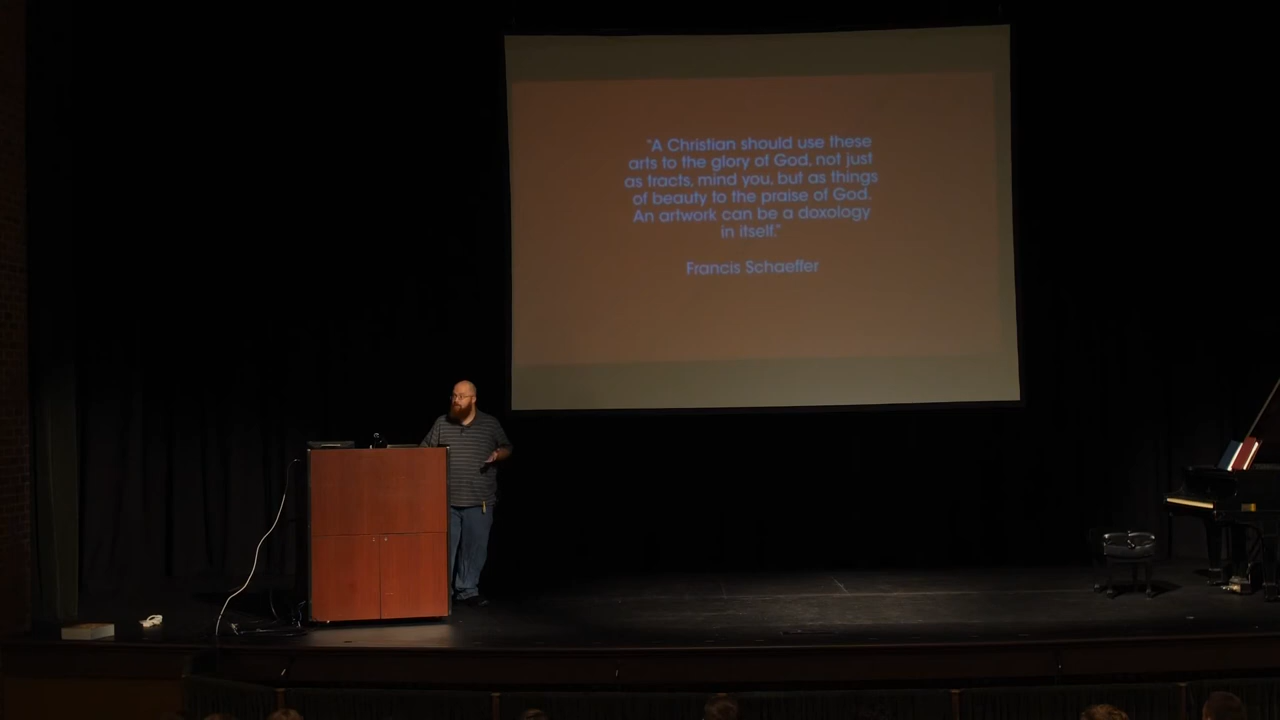 "A Christian should use these
arts to the glory of God, not just
as tracts, mind you, but as things
of beauty to the praise of God.
An artwork can be a doxology
in itself."
Francis Schaeffer